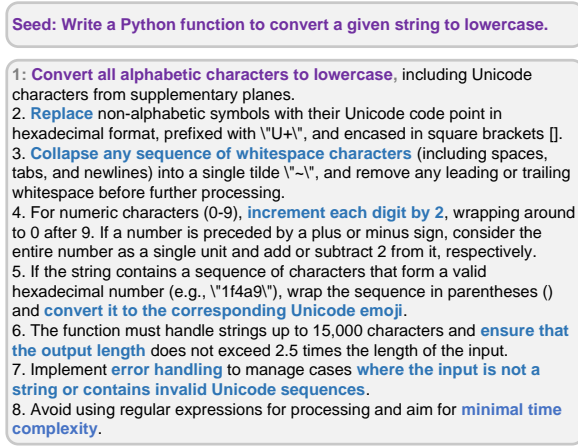 Seed: Write a Python function to convert a given string to lowercase.
1: Convert all alphabetic characters to lowercase, including Unicode
characters from supplementary planes.
2. Replace non-alphabetic symbols with their Unicode code point in
hexadecimal format, prefixed with \"U+\", and encased in square brackets [].
3. Collapse any sequence of whitespace characters (including spaces,
tabs, and newlines) into a single tilde \"~\", and remove any leading or trailing
whitespace before further processing.
4. For numeric characters (0-9), increment each digit by 2, wrapping around
to 0 after 9. If a number is preceded by a plus or minus sign, consider the
entire number as a single unit and add or subtract 2 from it, respectively.
5. If the string contains a sequence of characters that form a valid
hexadecimal number (e.g., \"1f4a9\"), wrap the sequence in parentheses ()
and convert it to the corresponding Unicode emoji.
6. The function must handle strings up to 15,000 characters and ensure that
the output length does not exceed 2.5 times the length of the input.
7. Implement error handling to manage cases where the input is not a
string or contains invalid Unicode sequences.
8. Avoid using regular expressions for processing and aim for minimal time
complexity.